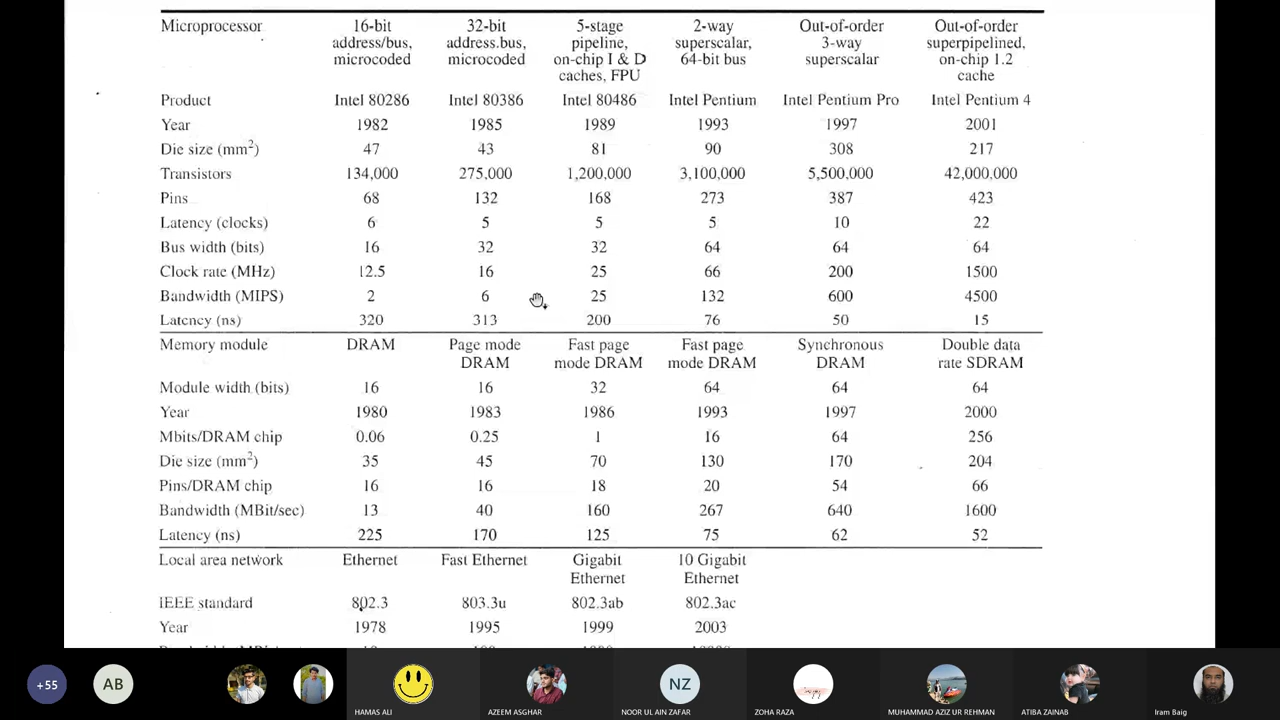 Microprocessor 16-bit address/bus, microcoded 32-bit address.bus, microcoded 5-stage pipeline, on-chip I & D caches, FPU 2-way superscalar, 64-bit bus Out-of-order 3-way superscalar Out-of-order superpipelined, on-chip 1.2 cache
Product Intel 80286 Intel 80386 Intel 80486 Intel Pentium Intel Pentium Pro Intel Pentium 4
Year 1982 1985 1989 1993 1997 2001
Die size (mm2) 47 43 81 90 308 217
Transistors 134,000 275,000 1,200,000 3,100,000 5,500,000 42,000,000
Pins 68 132 168 273 387 423
Latency (clocks) 6 5 5 5 10 22
Bus width (bits) 16 32 32 64 64 64
Clock rate (MHz) 12.5 16 25 66 200 1500
Bandwidth (MIPS) 2 6 25 132 600 4500
Latency (ns) 320 313 200 76 50 15
Memory module DRAM Page mode DRAM Fast page mode DRAM Fast page mode DRAM Synchronous DRAM Double data rate SDRAM
Module width (bits) 16 16 32 64 64 64
Year 1980 1983 1986 1993 1997 2000
Mbits/DRAM chip 0.06 0.25 1 16 64 256
Die size (mm2) 35 45 70 130 170 204
Pins/DRAM chip 16 16 18 20 54 66
Bandwidth (MBit/sec) 13 40 160 267 640 1600
Latency (ns) 225 170 125 75 62 52
Local area network Ethernet Fast Ethernet Gigabit Ethernet 10 Gigabit Ethernet
IEEE standard 802.3 803.3u 802.3ab 802.3ac
Year 1978 1995 1999 2003
+55 AB NZ
HAMAS ALI AZEEM ASGHAR NOOR UL AIN ZAFAR ZOHA RAZA MUHAMMAD AZIZ UR REHMAN ATIBA ZAINAB Iram Baig